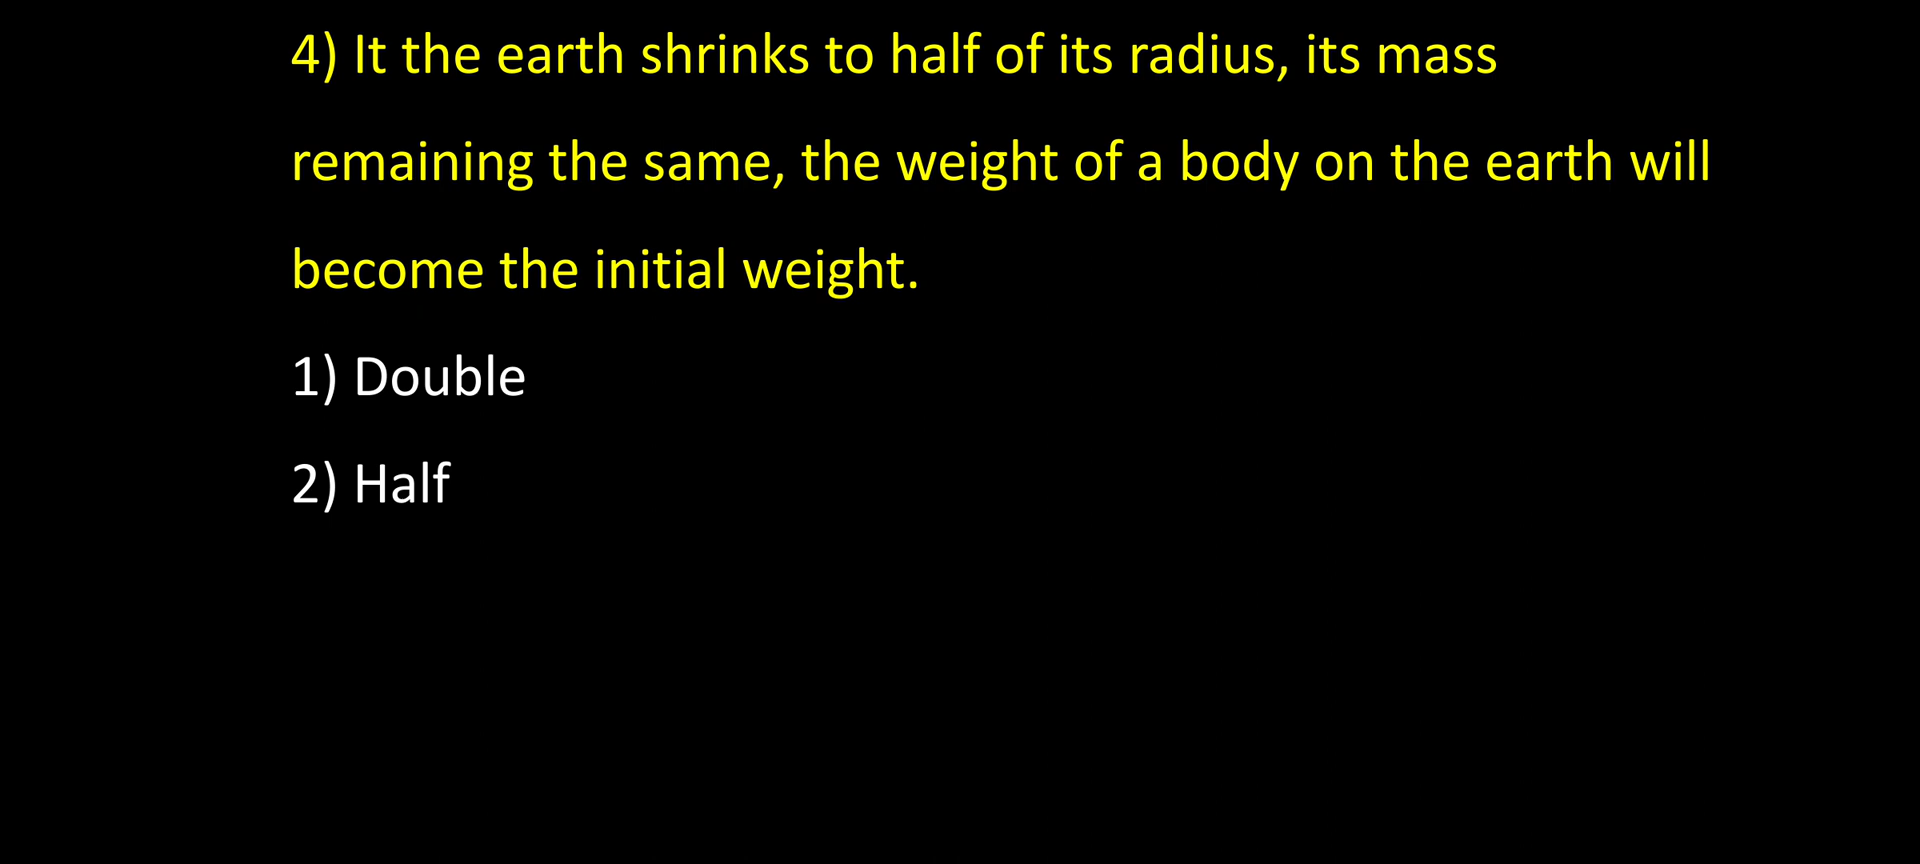 4) It the earth shrinks to half of its radius, its mass
remaining the same, the weight of a body on the earth will
become the initial weight.
1) Double
2) Half